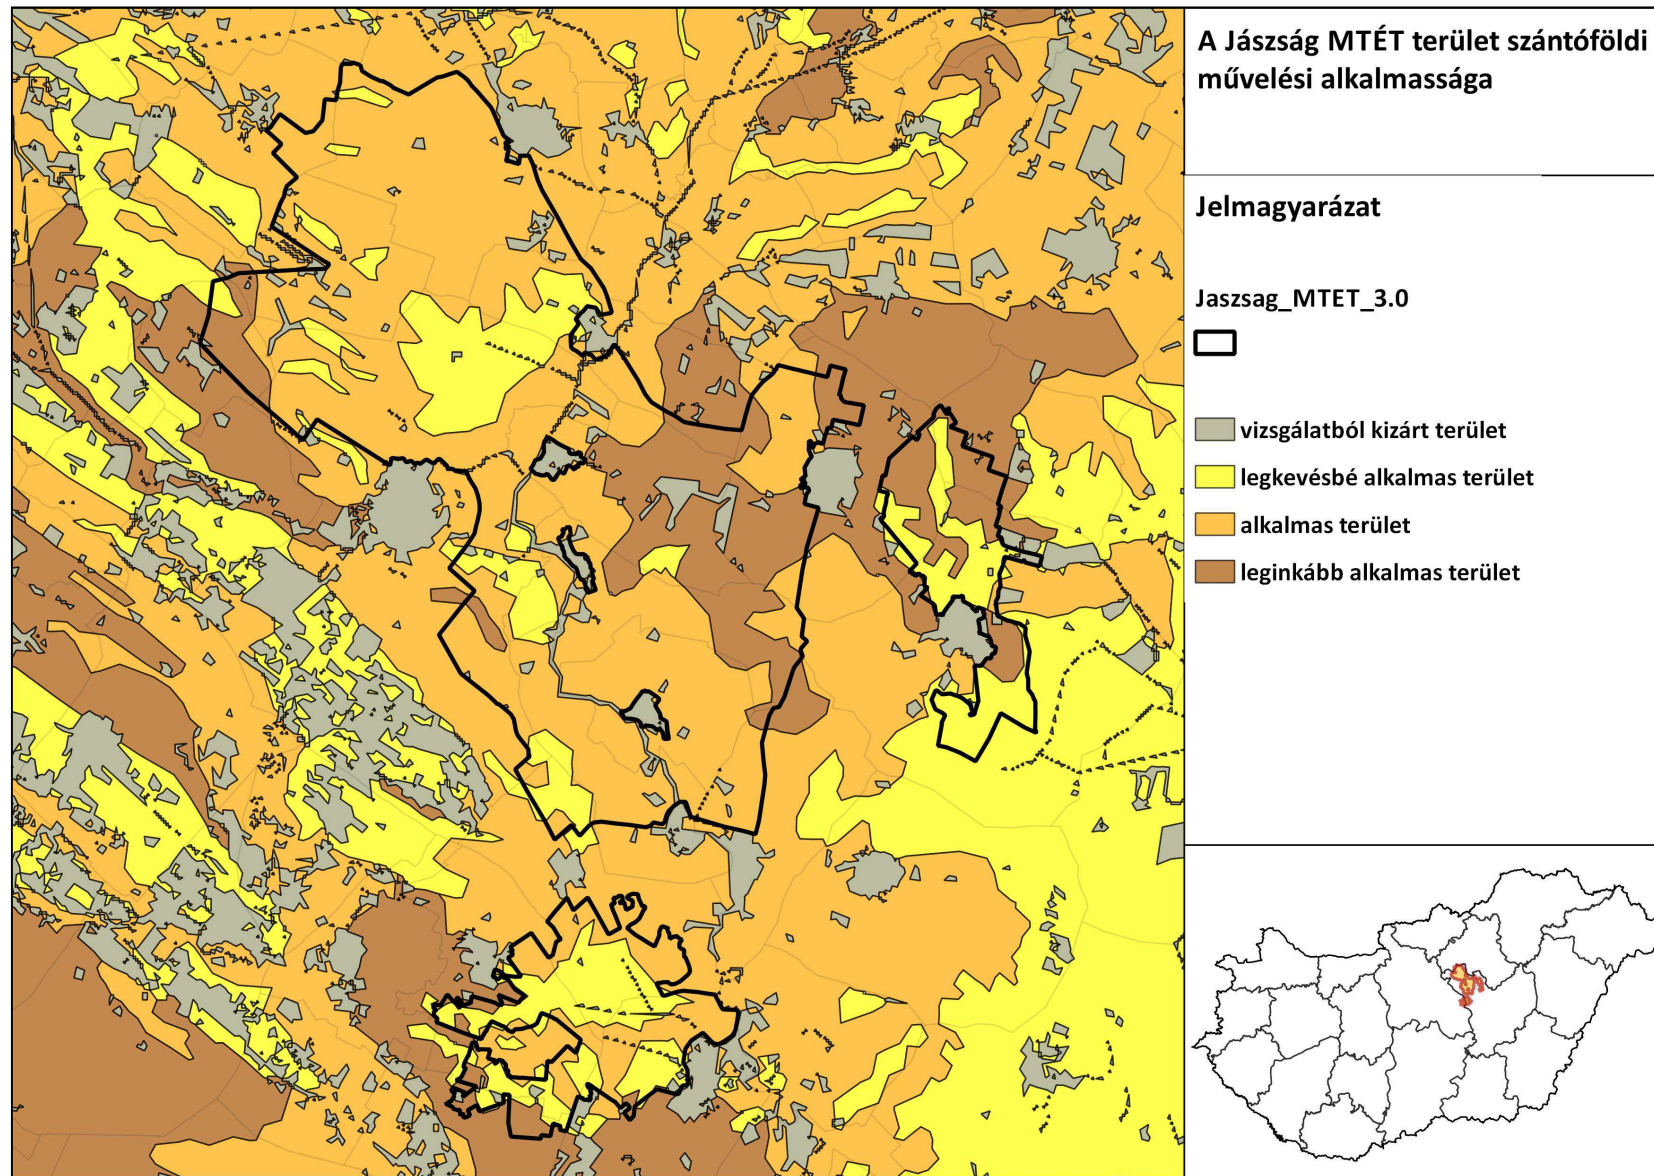 A Jászság MTÉT terület szántóföldi
művelési alkalmassága
Jelmagyarázat
Jaszsag_MTET_3.0
vizsgálatból kizárt terület
legkevésbé alkalmas terület
alkalmas terület
leginkább alkalmas terület